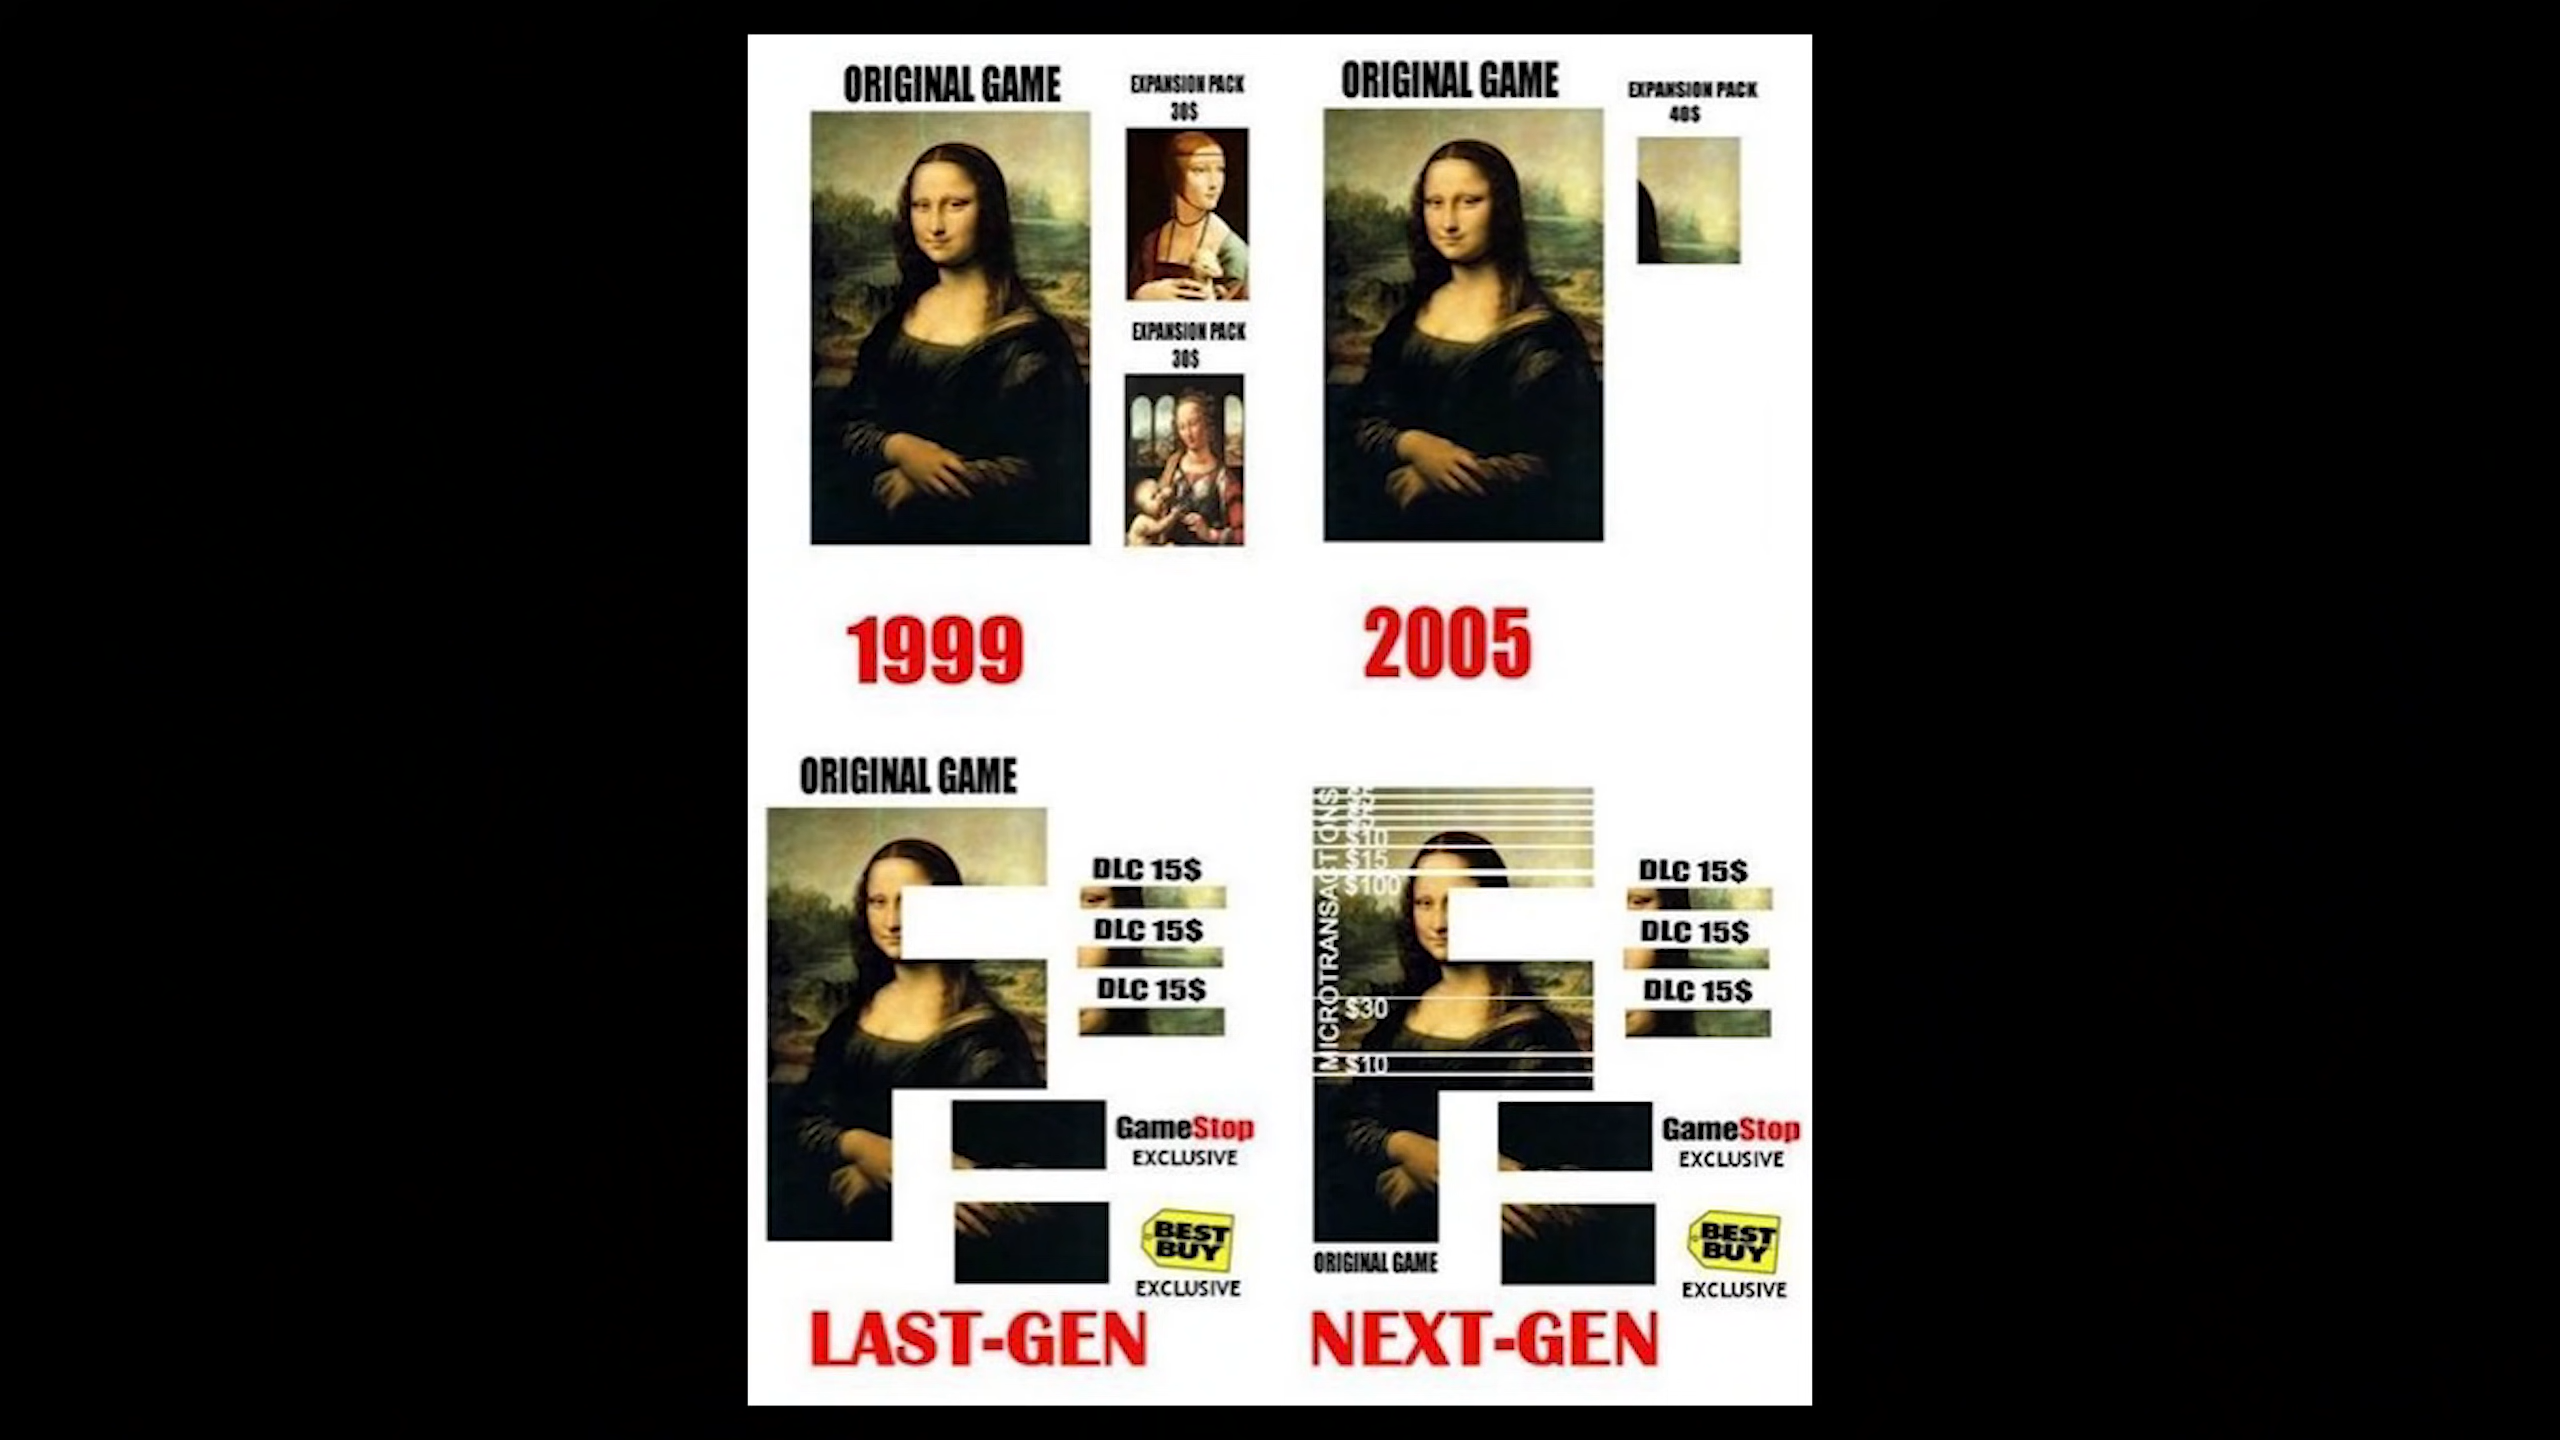 ORIGINAL GAME
EXPANSION PACK
30$
EXPANSION PACK
30$
1999
ORIGINAL GAME
EXPANSION PACK
40$
2005
ORIGINAL GAME
DLC 15$
DLC 15$
DLC 15$
GameStop
EXCLUSIVE
BEST
BUY
EXCLUSIVE
LAST-GEN
MICROTRANSACTIONS
$10
$15
$100
$30
$10
DLC 15$
DLC 15$
DLC 15$
GameStop
EXCLUSIVE
BEST
BUY
EXCLUSIVE
ORIGINAL GAME
NEXT-GEN